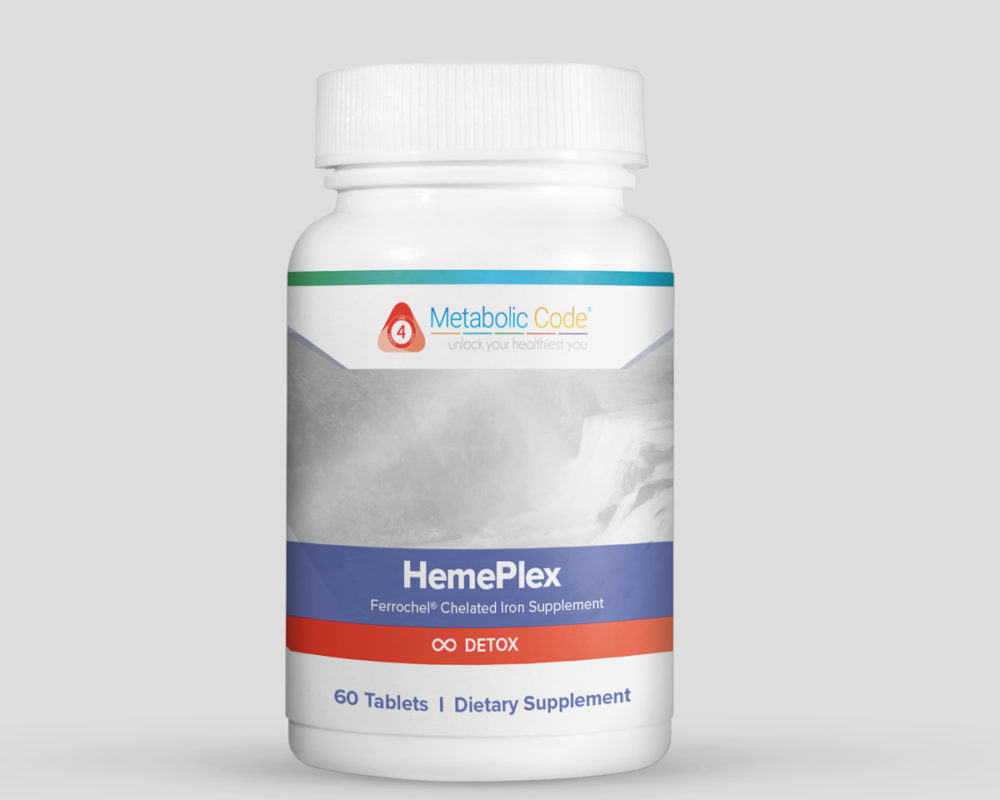 4
Metabolic Code®
unlock your healthiest you
HemePlex
Ferrochel® Chelated Iron Supplement
∞ DETOX
60 Tablets | Dietary Supplement